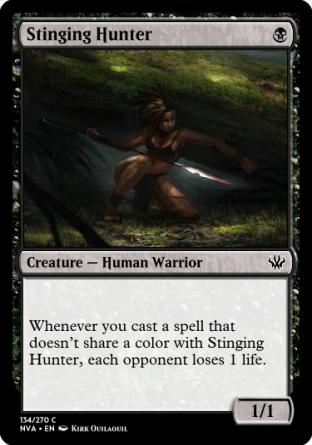 Stinging Hunter
Creature — Human Warrior
Whenever you cast a spell that
doesn't share a color with Stinging
Hunter, each opponent loses 1 life.
1/1
134/270 C
NVA • EN Kirk Quilaquil